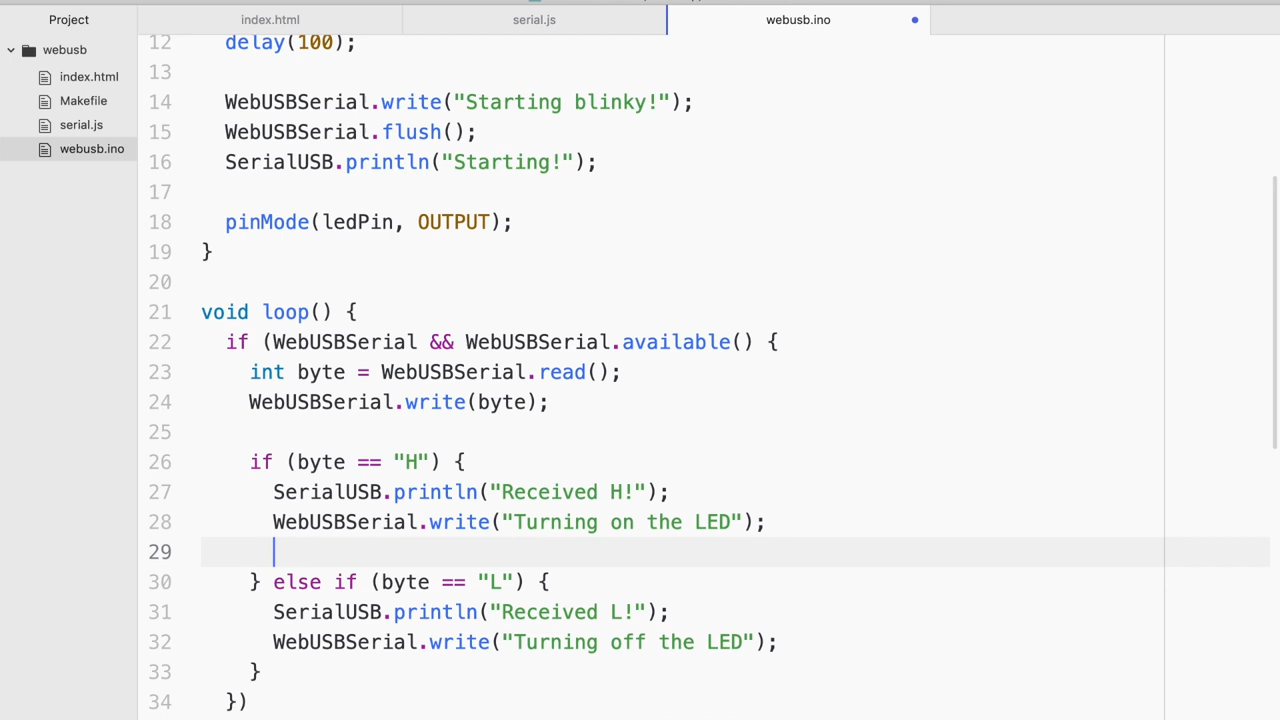 Project
index.html
serial.js
webusb.ino
webusb
index.html
Makefile
serial.js
webusb.ino
12 delay(100);
13
14 WebUSBSerial.write("Starting blinky!");
15 WebUSBSerial.flush();
16 SerialUSB.println("Starting!");
17
18 pinMode(ledPin, OUTPUT);
19 }
20
21 void loop() {
22 if (WebUSBSerial && WebUSBSerial.available() {
23 int byte = WebUSBSerial.read();
24 WebUSBSerial.write(byte);
25
26 if (byte == "H") {
27 SerialUSB.println("Received H!");
28 WebUSBSerial.write("Turning on the LED");
29
30 } else if (byte == "L") {
31 SerialUSB.println("Received L!");
32 WebUSBSerial.write("Turning off the LED");
33 }
34 })